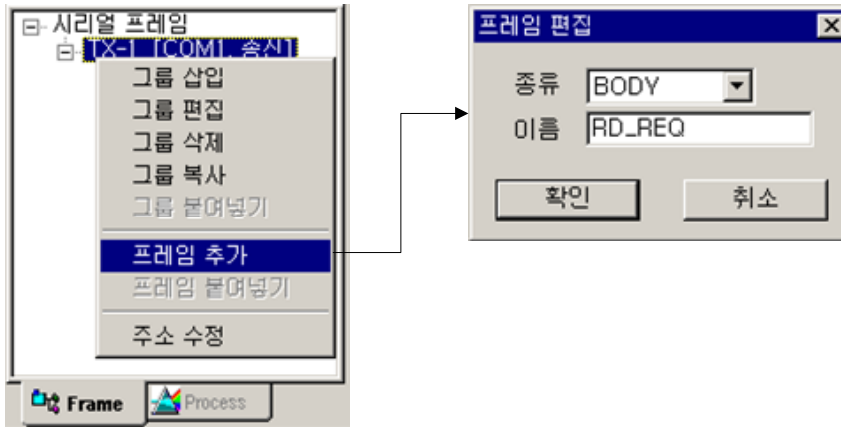 시리얼 프레임
TX-1 [COM1, 송신]
그룹 삽입
그룹 편집
그룹 삭제
그룹 복사
그룹 붙여넣기
프레임 추가
프레임 붙여넣기
주소 수정
Frame
Process
프레임 편집
종류 BODY
이름 RD_REQ
확인 취소